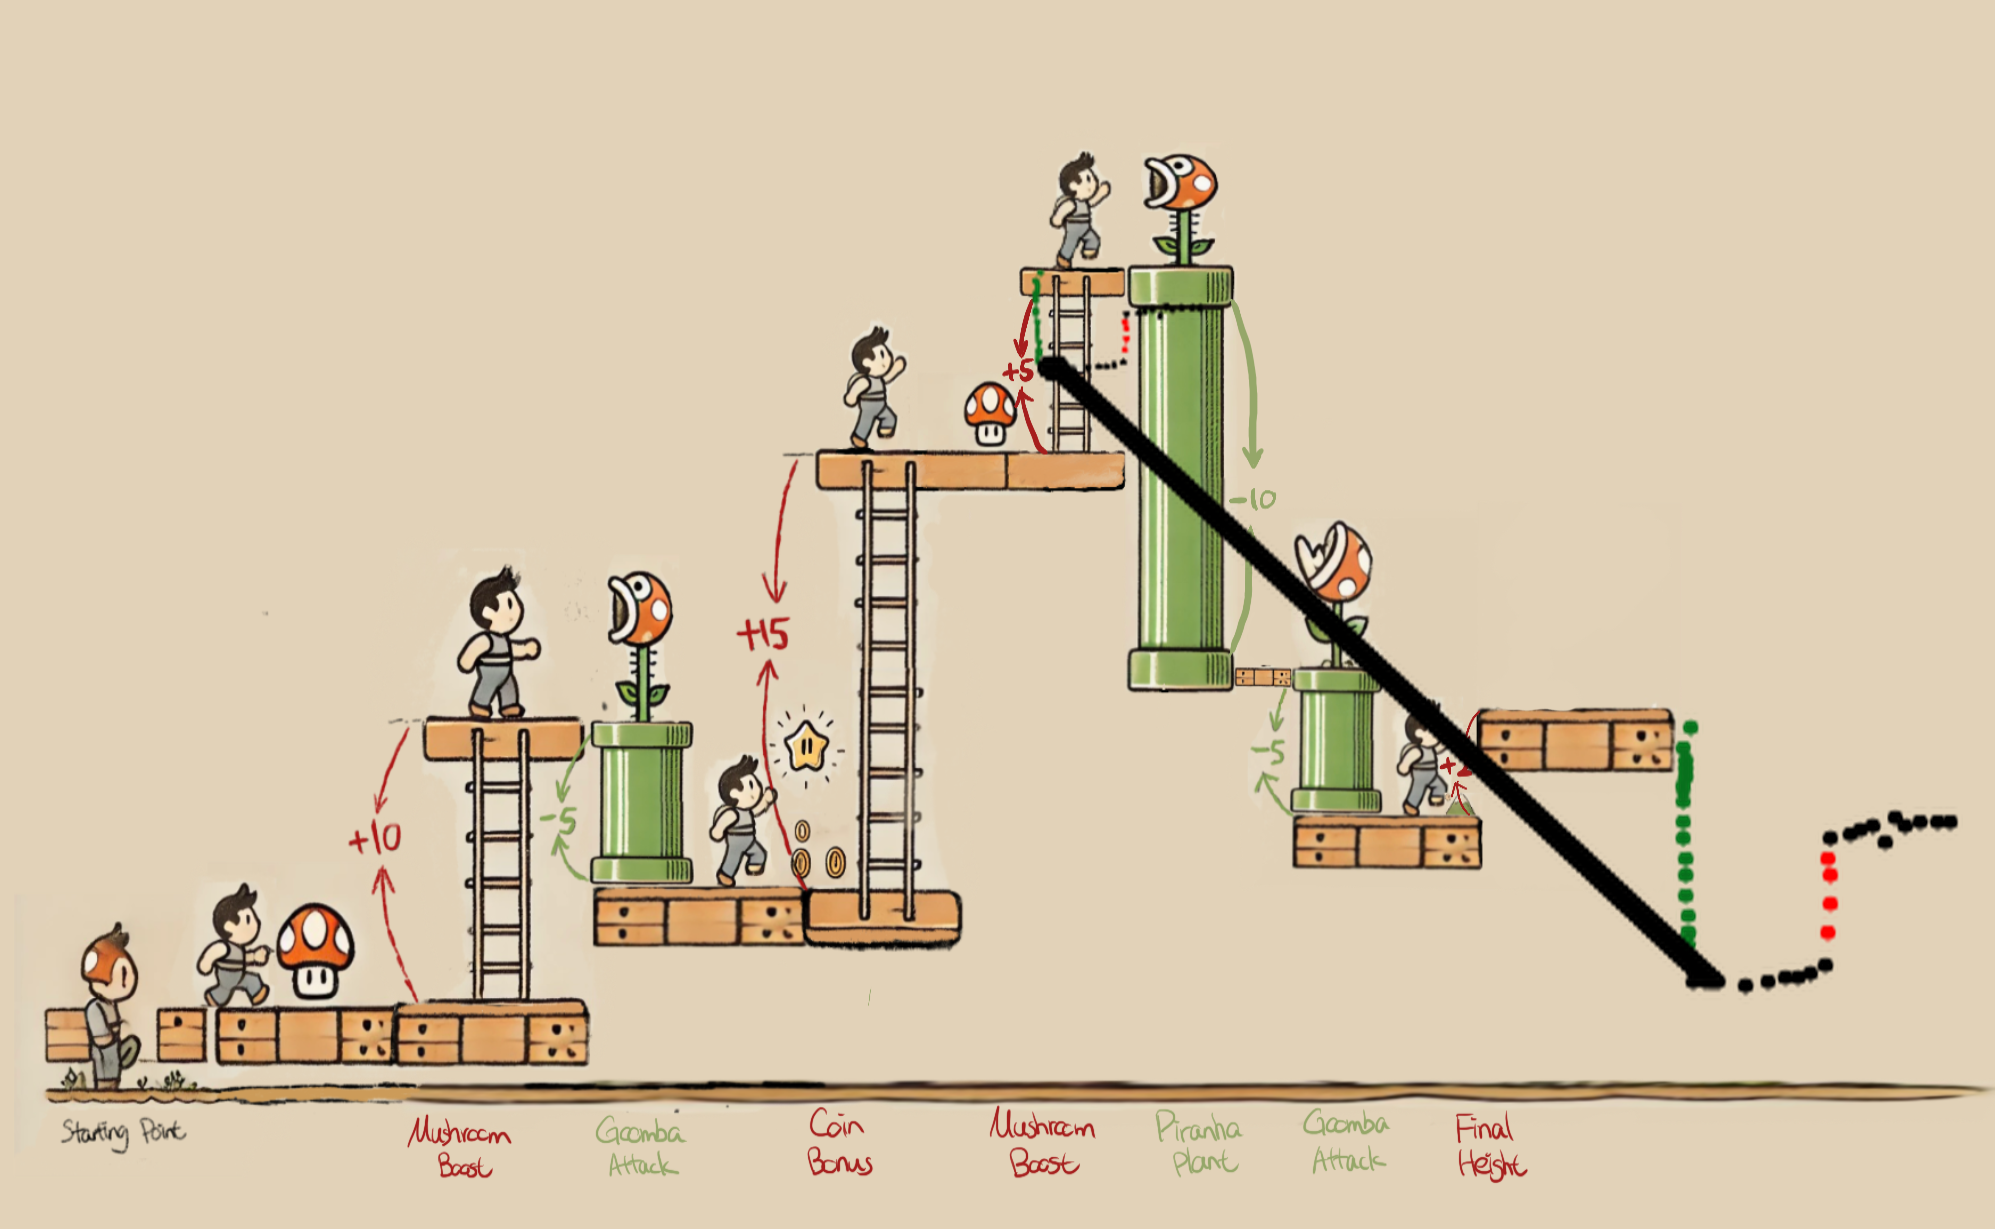 +5
-10
+15
-5
+10
-5
Starting Point
Mushroom
Boost
Goomba
Attack
Coin
Bonus
Mushroom
Boost
Piranha
Plant
Goomba
Attack
Final
Height